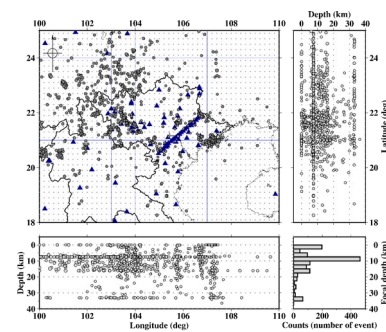 Depth (km)
100 102 104 106 108 110 0 10 20 30 40
24
22
20
18
24
22
20
18
Latitude (deg)
0
10
20
30
40
Depth (km)
0
10
20
30
40
Focal depth (km)
100 102 104 106 108 110 0 200 400
Longitude (deg) Counts (number of event)